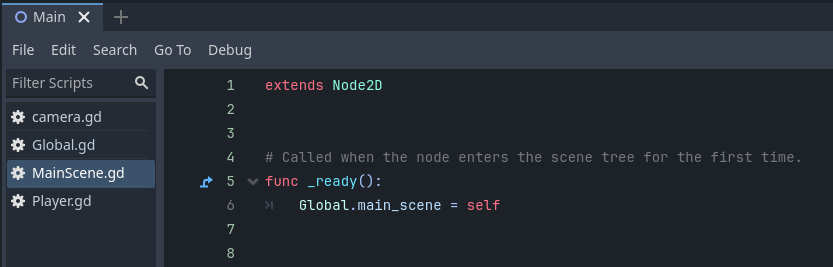 Main
File Edit Search Go To Debug
Filter Scripts
camera.gd
Global.gd
MainScene.gd
Player.gd
1 extends Node2D
2
3
4 # Called when the node enters the scene tree for the first time.
5 func _ready():
6 Global.main_scene = self
7
8